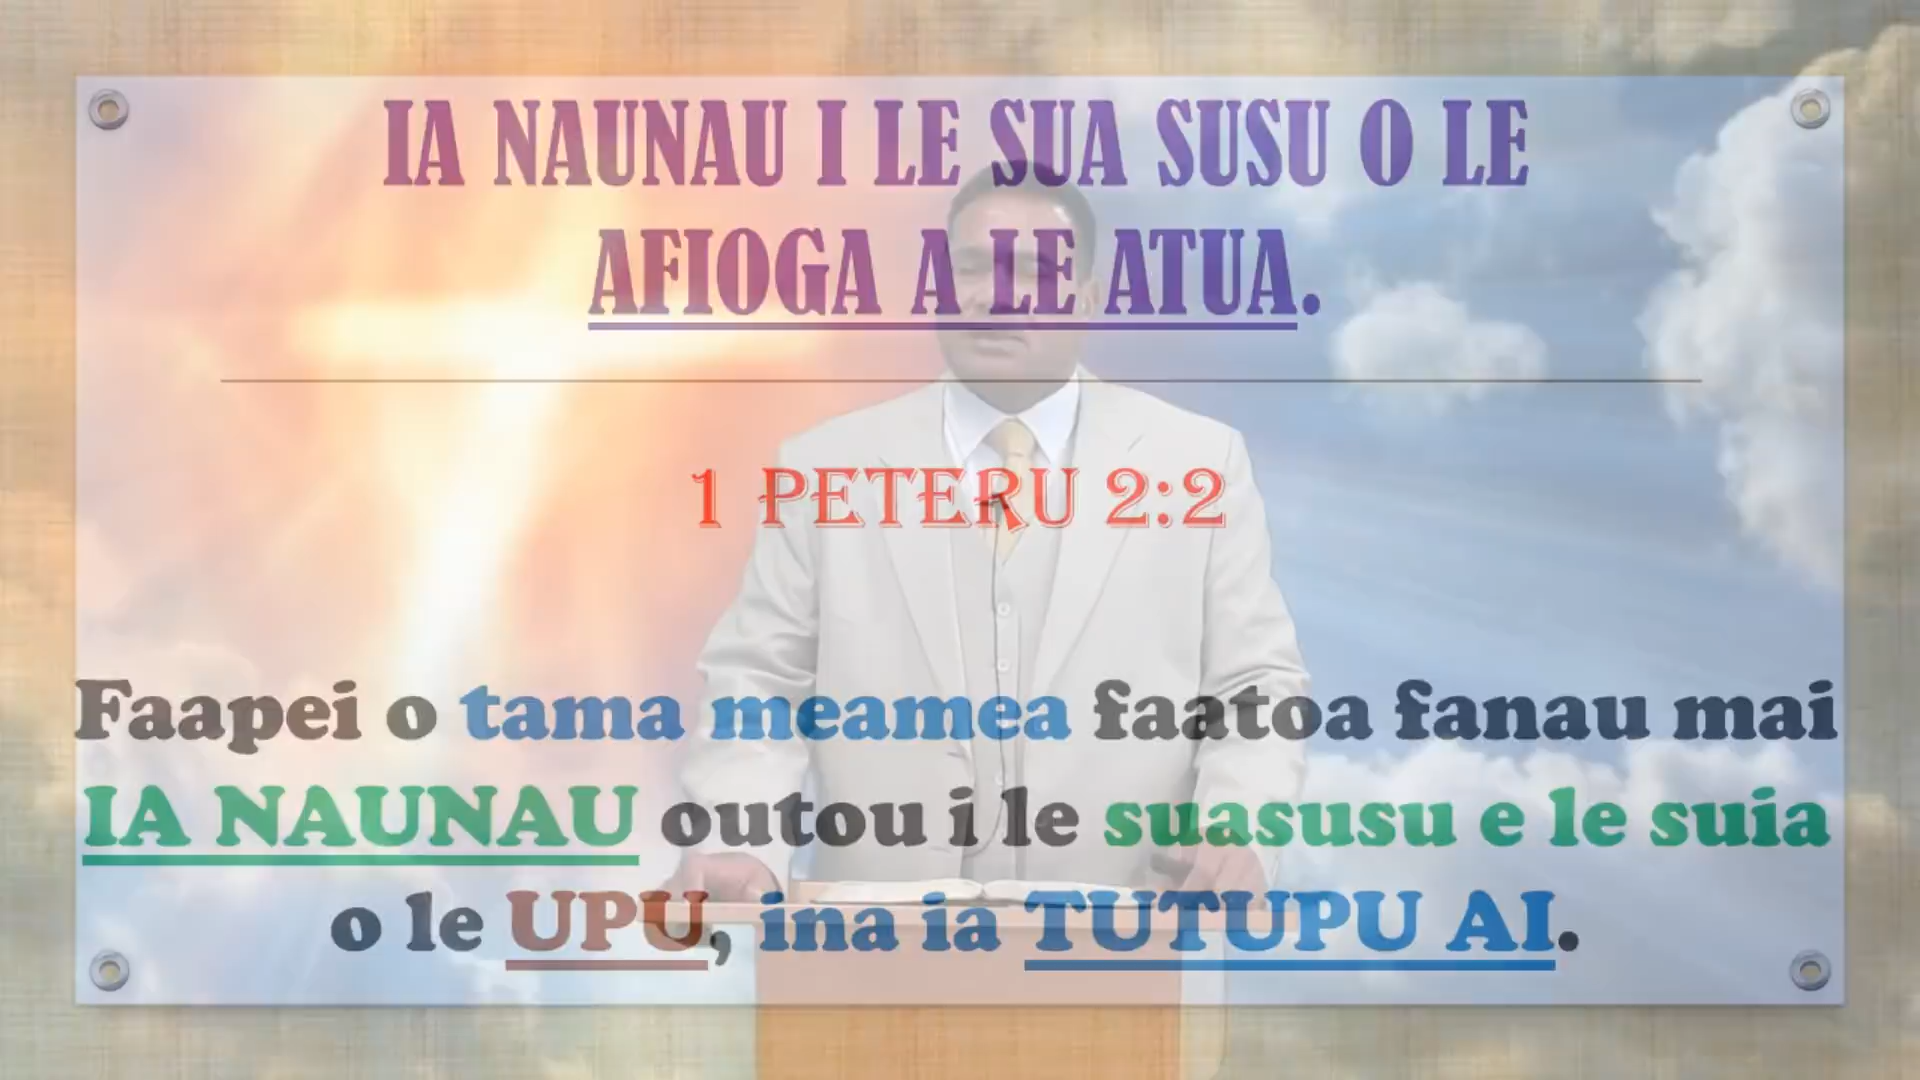 IA NAUNAU I LE SUA SUSU O LE
AFIOGA A LE ATUA.
1 PETERU 2:2
Faapei o tama meamea faatoa fanau mai
IA NAUNAU outou i le suasusu e le suia
o le UPU, ina ia TUTUPU AI.